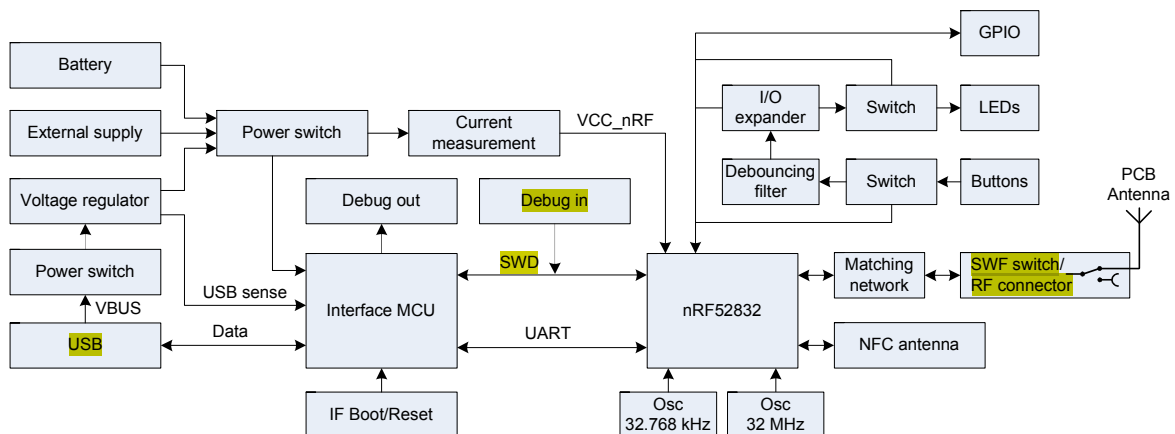 Battery
External supply
Voltage regulator
Power switch
VBUS
USB
Power switch
Current
measurement
VCC_nRF
Debug out
Debug in
SWD
USB sense
Data
Interface MCU
UART
IF Boot/Reset
nRF52832
Osc
32.768 kHz
Osc
32 MHz
GPIO
I/O
expander
Switch
LEDs
Debouncing
filter
Switch
Buttons
PCB
Antenna
Matching
network
SWF switch/
RF connector
NFC antenna